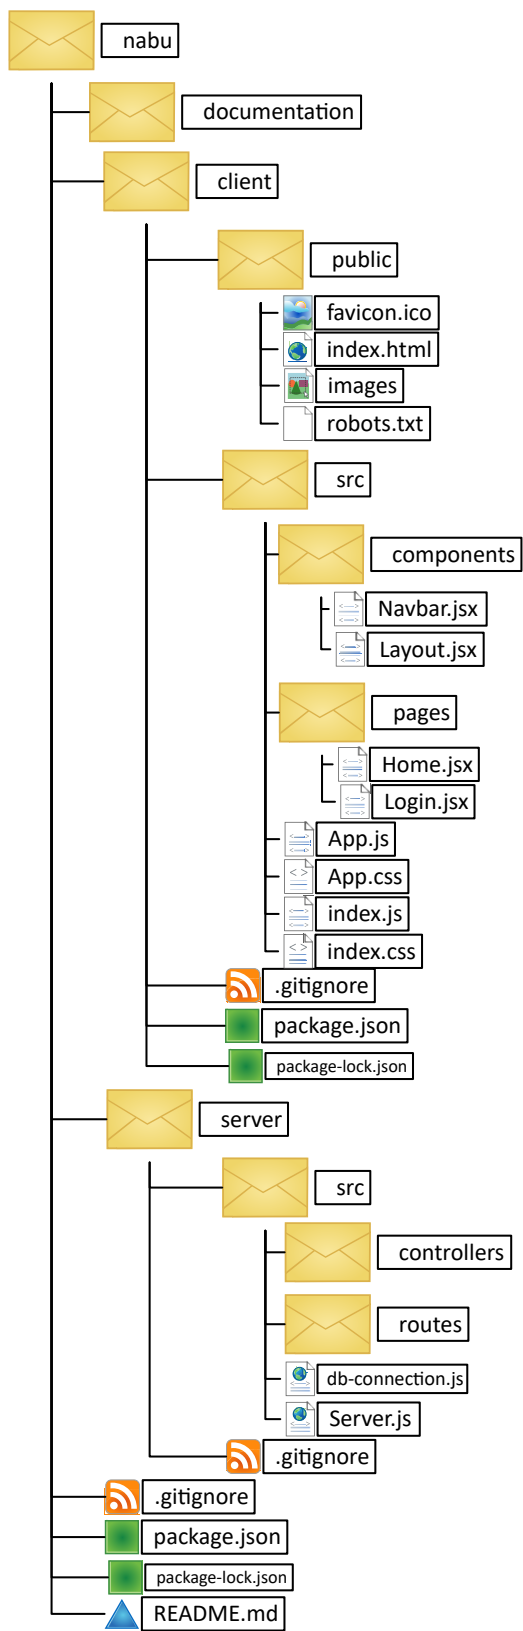 nabu
documentation
client
public
favicon.ico
index.html
images
robots.txt
src
components
Navbar.jsx
Layout.jsx
pages
Home.jsx
Login.jsx
App.js
App.css
index.js
index.css
.gitignore
package.json
package-lock.json
server
src
controllers
routes
db-connection.js
Server.js
.gitignore
.gitignore
package.json
package-lock.json
README.md